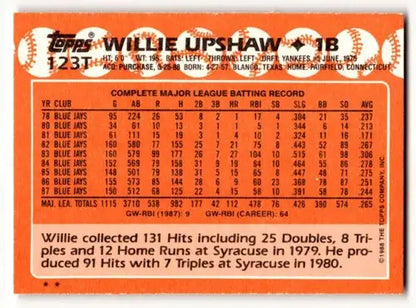 topps
123T
WILLIE UPSHAW ✦ 1B
HT: 6'0" WT: 195 BATS: LEFT THROWS: LEFT DRFT: YANKEES 5-JUNE, 1975
ACQ: PURCHASE, 3-25-88 BORN: 4-27-57, BLANCO, TEXAS HOME: FAIRFIELD, CONNECTICUT
COMPLETE MAJOR LEAGUE BATTING RECORD
YR CLUB G AB R H 2B 3B HR RBI SB SLG BB SO AVG
78 BLUE JAYS 95 224 26 53 8 2 1 17 4 .304 21 35 .237
80 BLUE JAYS 34 61 10 13 3 1 1 5 1 .344 6 14 .213
81 BLUE JAYS 61 111 15 19 3 1 4 10 2 .324 11 16 .171
82 BLUE JAYS 160 580 77 155 25 7 21 75 8 .443 52 91 .267
83 BLUE JAYS 160 579 99 177 26 7 27 104 10 .515 61 98 .306
84 BLUE JAYS 152 569 79 158 31 9 19 84 10 .464 55 86 .278
85 BLUE JAYS 148 501 79 138 31 5 15 65 8 .447 48 71 .275
86 BLUE JAYS 155 573 85 144 28 6 9 60 23 .368 78 87 .251
87 BLUE JAYS 150 512 68 125 22 4 15 58 10 .391 58 78 .244
MAJ. LEA. TOTALS 1115 3710 538 982 177 42 112 478 76 .426 390 574 .265
GW-RBI (1987): 9 GW-RBI (CAREER): 64
Willie collected 131 Hits including 25 Doubles, 8 Tri-
ples and 12 Home Runs at Syracuse in 1979. He pro-
duced 91 Hits with 7 Triples at Syracuse in 1980.
★★
©1988 THE TOPPS COMPANY, INC.